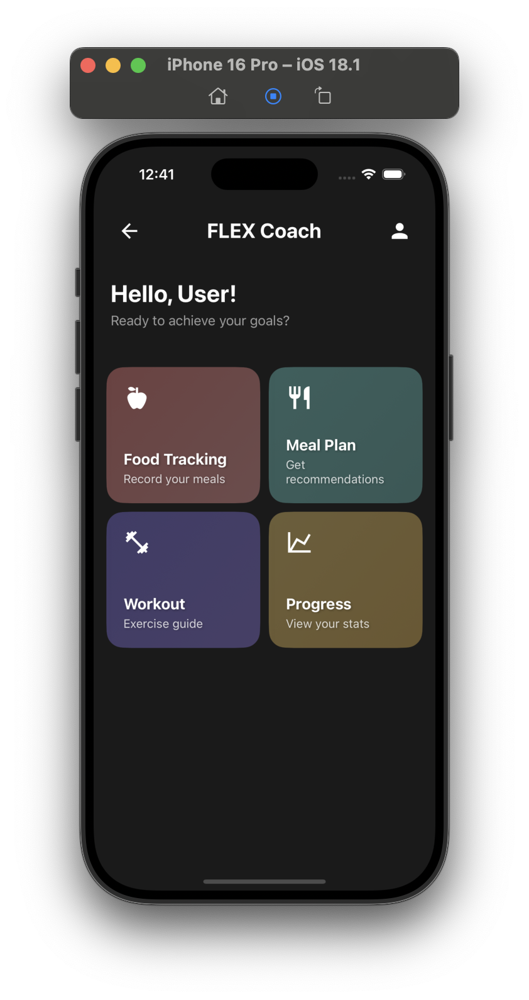 iPhone 16 Pro – iOS 18.1
12:41
FLEX Coach
Hello, User!
Ready to achieve your goals?
Food Tracking
Record your meals
Meal Plan
Get
recommendations
Workout
Exercise guide
Progress
View your stats